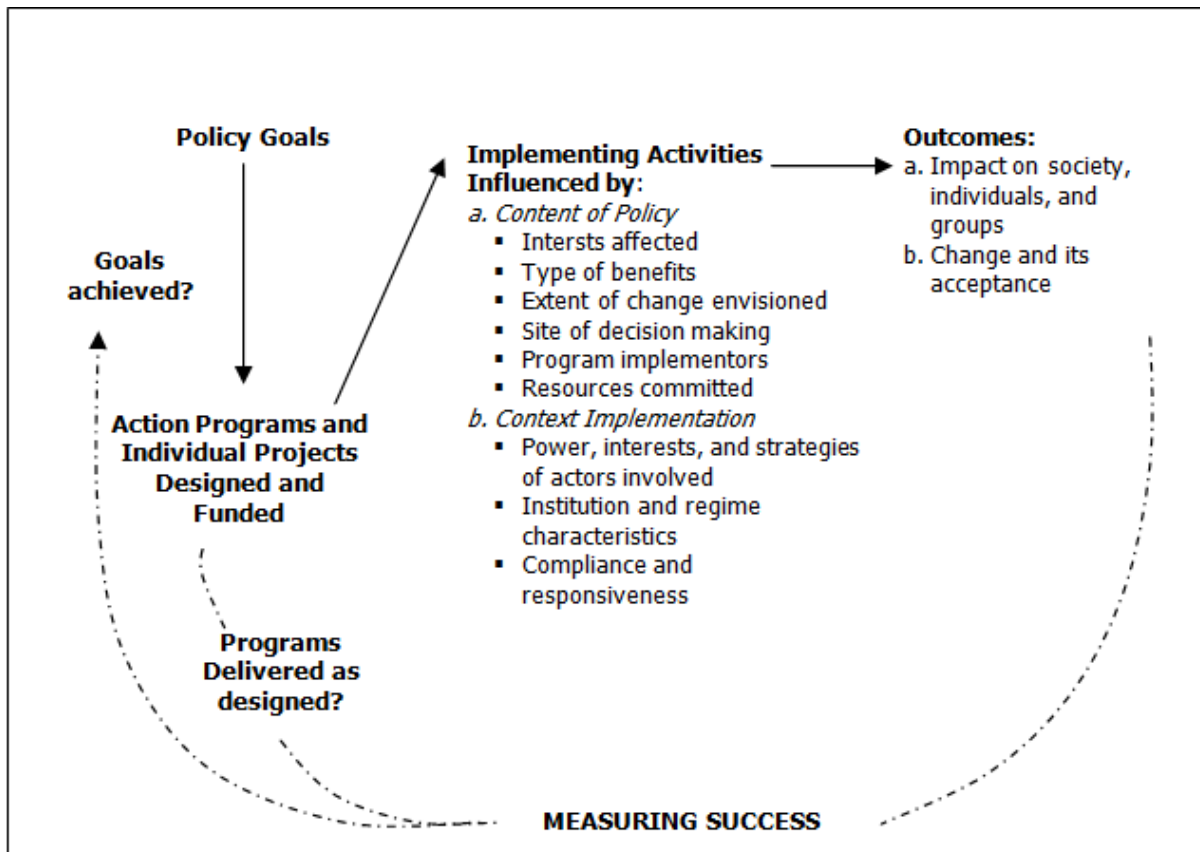 Policy Goals
Goals
achieved?
Action Programs and
Individual Projects
Designed and
Funded
Programs
Delivered as
designed?
Implementing Activities
Influenced by:
a. Content of Policy
▪ Intersts affected
▪ Type of benefits
▪ Extent of change envisioned
▪ Site of decision making
▪ Program implementors
▪ Resources committed
b. Context Implementation
▪ Power, interests, and strategies
of actors involved
▪ Institution and regime
characteristics
▪ Compliance and
responsiveness
Outcomes:
a. Impact on society,
individuals, and
groups
b. Change and its
acceptance
MEASURING SUCCESS